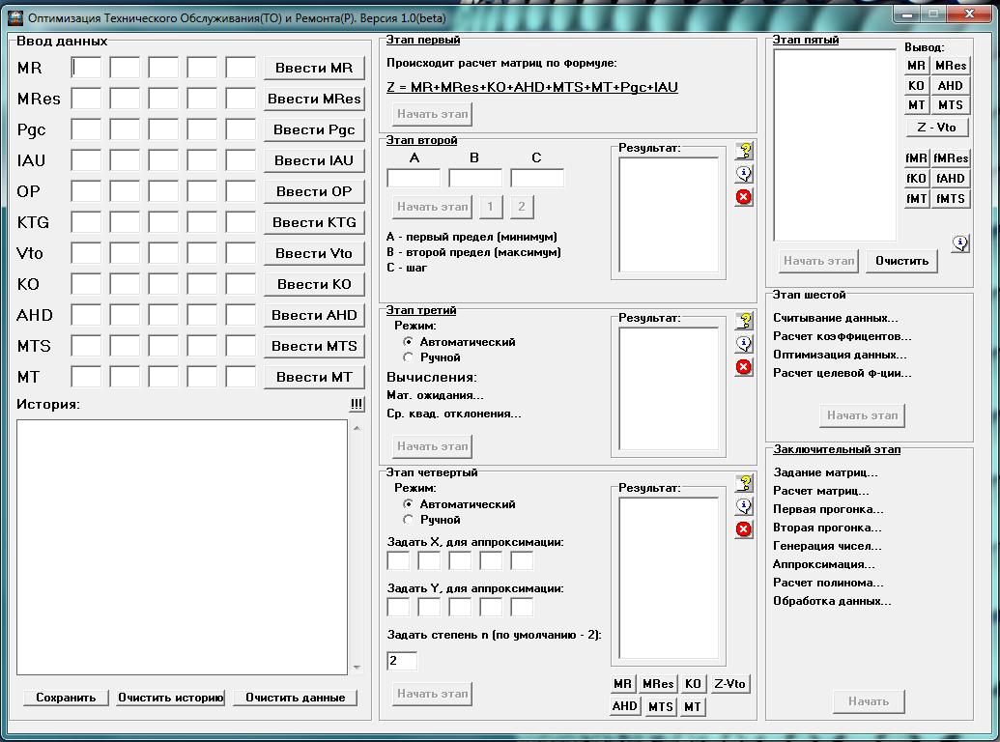 Оптимизация Технического Обслуживания(ТО) и Ремонта(Р). Версия 1.0(beta)
Ввод данных
MR
Ввести MR
MRes
Ввести MRes
Pgc
Ввести Pgc
IAU
Ввести IAU
OP
Ввести OP
KTG
Ввести KTG
Vto
Ввести Vto
KO
Ввести KO
AHD
Ввести AHD
MTS
Ввести MTS
MT
Ввести MT
История:
!!!
Сохранить
Очистить историю
Очистить данные
Этап первый
Происходит расчет матриц по формуле:
Z = MR+MRes+KO+AHD+MTS+MT+Pgc+IAU
Начать этап
Этап второй
A B C
Начать этап
1
2
A - первый предел (минимум)
B - второй предел (максимум)
C - шаг
Результат:
Этап третий
Режим:
Автоматический
Ручной
Вычисления:
Мат. ожидания...
Ср. квад. отклонения...
Начать этап
Результат:
Этап четвертый
Режим:
Автоматический
Ручной
Задать X, для аппроксимации:
Задать Y, для аппроксимации:
Задать степень n (по умолчанию - 2):
2
Начать этап
Результат:
MR MRes KO Z-Vto
AHD MTS MT
Этап пятый
Вывод:
MR MRes
KO AHD
MT MTS
Z - Vto
fMR fMRes
fKO fAHD
fMT fMTS
Начать этап
Очистить
Этап шестой
Считывание данных...
Расчет коэффицентов...
Оптимизация данных...
Расчет целевой ф-ции...
Начать этап
Заключительный этап
Задание матриц...
Расчет матриц...
Первая прогонка...
Вторая прогонка...
Генерация чисел...
Аппроксимация...
Расчет полинома...
Обработка данных...
Начать